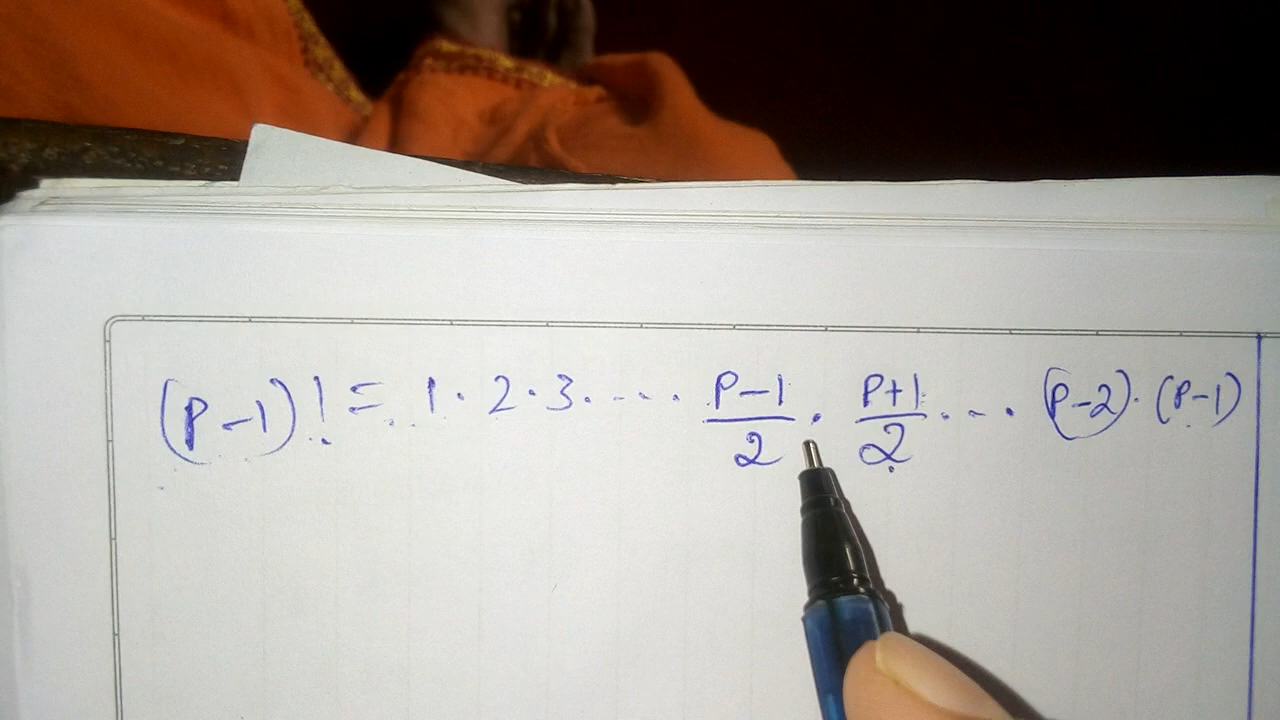 (p-1)! = 1 · 2 · 3 . ... . (p-1)/2 · (p+1)/2 . ... . (p-2) · (p-1)